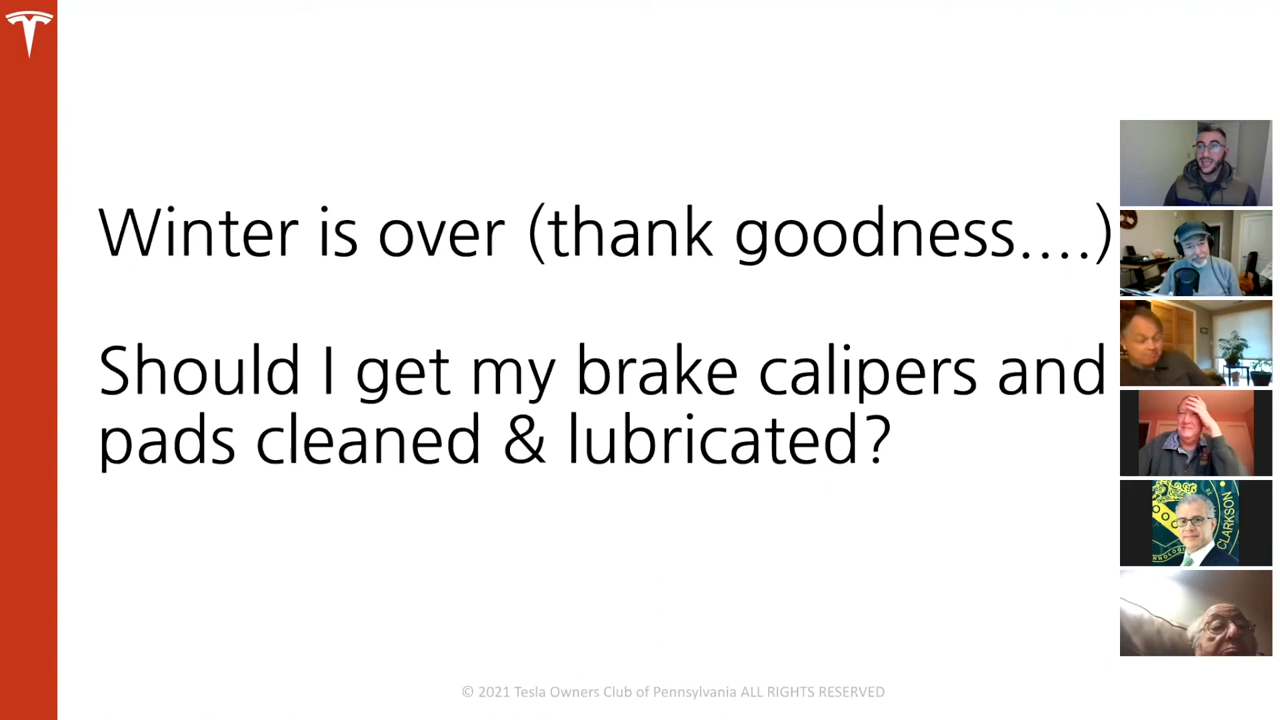 Winter is over (thank goodness....)
Should I get my brake calipers and
pads cleaned & lubricated?
CLARKSON
© 2021 Tesla Owners Club of Pennsylvania ALL RIGHTS RESERVED